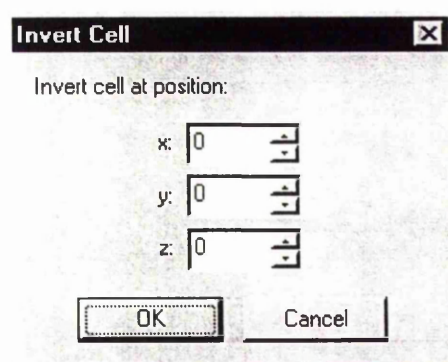 Invert Cell
Invert cell at position:
x: 0
y: 0
z: 0
OK Cancel